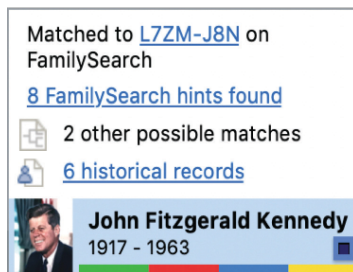 Matched to L7ZM-J8N on
FamilySearch
8 FamilySearch hints found
2 other possible matches
6 historical records
John Fitzgerald Kennedy
1917 - 1963